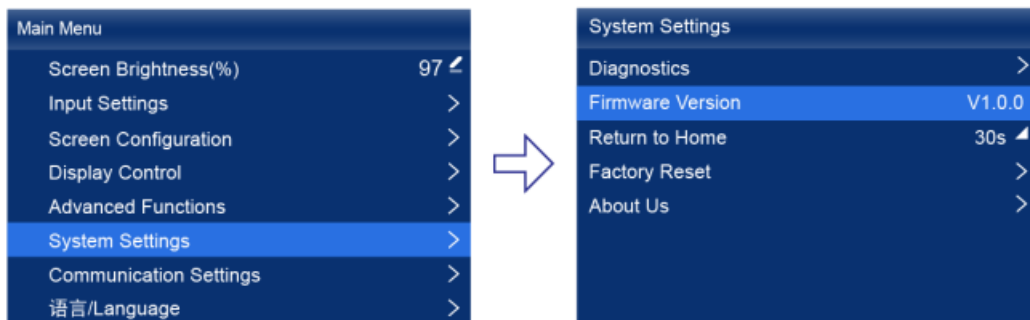 Main Menu
Screen Brightness(%) 97
Input Settings
Screen Configuration
Display Control
Advanced Functions
System Settings
Communication Settings
语言/Language
System Settings
Diagnostics
Firmware Version V1.0.0
Return to Home 30s
Factory Reset
About Us